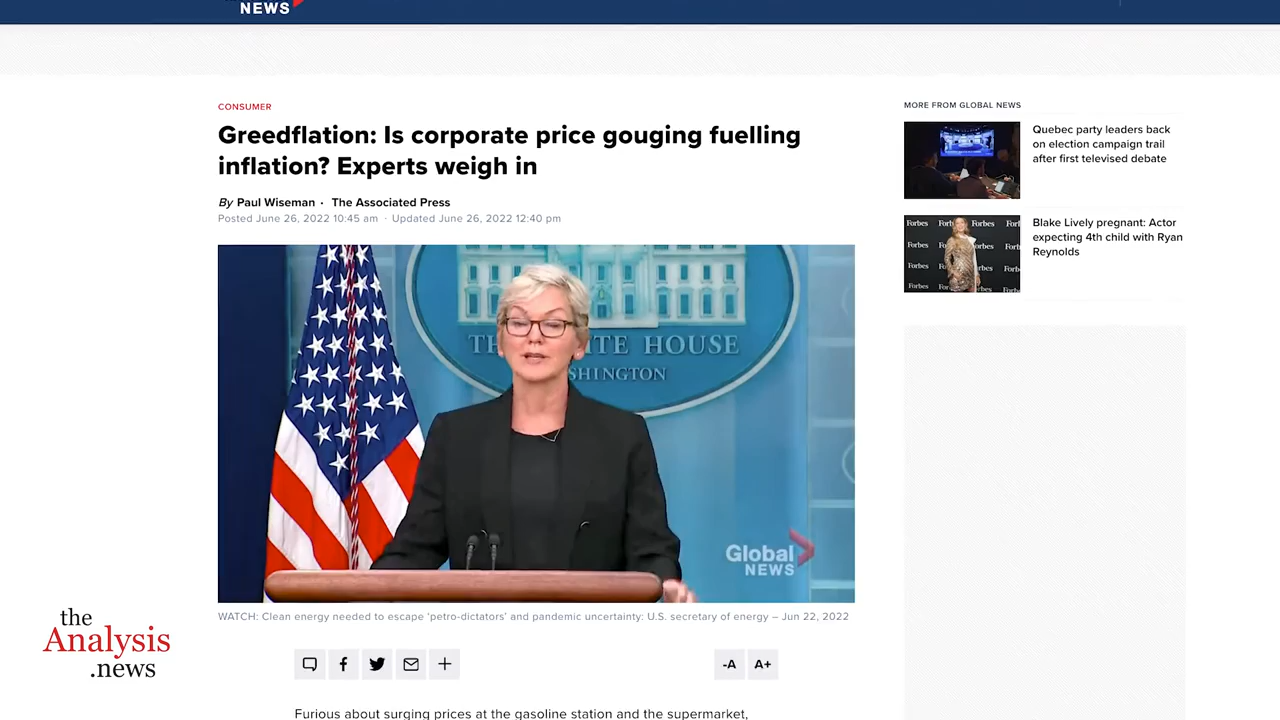 NEWS
CONSUMER
Greedflation: Is corporate price gouging fuelling
inflation? Experts weigh in
By Paul Wiseman · The Associated Press
Posted June 26, 2022 10:45 am · Updated June 26, 2022 12:40 pm
THE WHITE HOUSE
WASHINGTON
Global
NEWS
WATCH: Clean energy needed to escape ‘petro-dictators’ and pandemic uncertainty: U.S. secretary of energy – Jun 22, 2022
-A
A+
Furious about surging prices at the gasoline station and the supermarket,
MORE FROM GLOBAL NEWS
Quebec party leaders back
on election campaign trail
after first televised debate
Forbes
Forbes
Forbes
Forbes
Blake Lively pregnant: Actor
expecting 4th child with Ryan
Reynolds
the
Analysis
.news